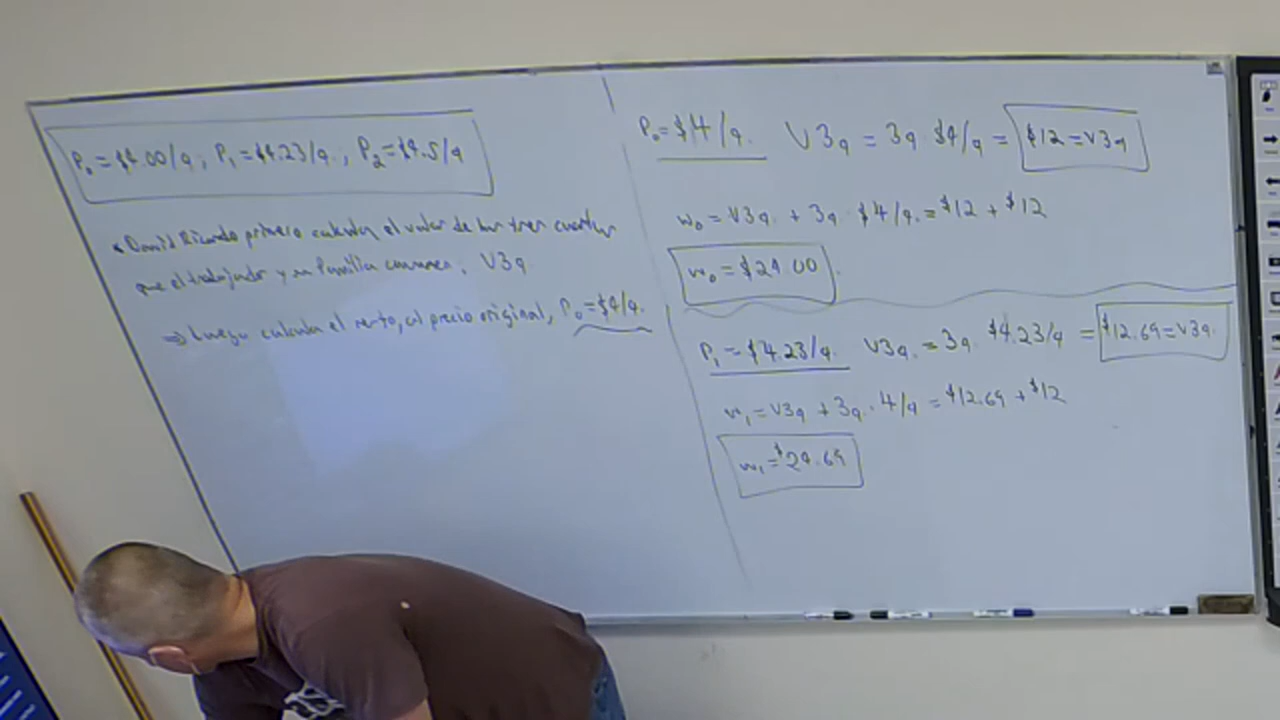 P₀ = $4.00/q, P₁ = $4.23/q., P₂ = $4.5/q
• David Ricardo primero calcula el valor de los tres cuartos
que el trabajador y su familia consumen, V3q
⇒ Luego calcula el resto, al precio original, P₀ = $4/q.
P₀ = $4/q. V3q = 3q $4/q = $12 = V3q
w₀ = V3q. + 3q · $4/q. = $12 + $12
w₀ = $24.00
P₁ = $4.23/q. V3q. = 3q. $4.23/q = $12.69 = V3q.
w₁ = V3q + 3q. · 4/q = $12.69 + $12
w₁ = $24.69